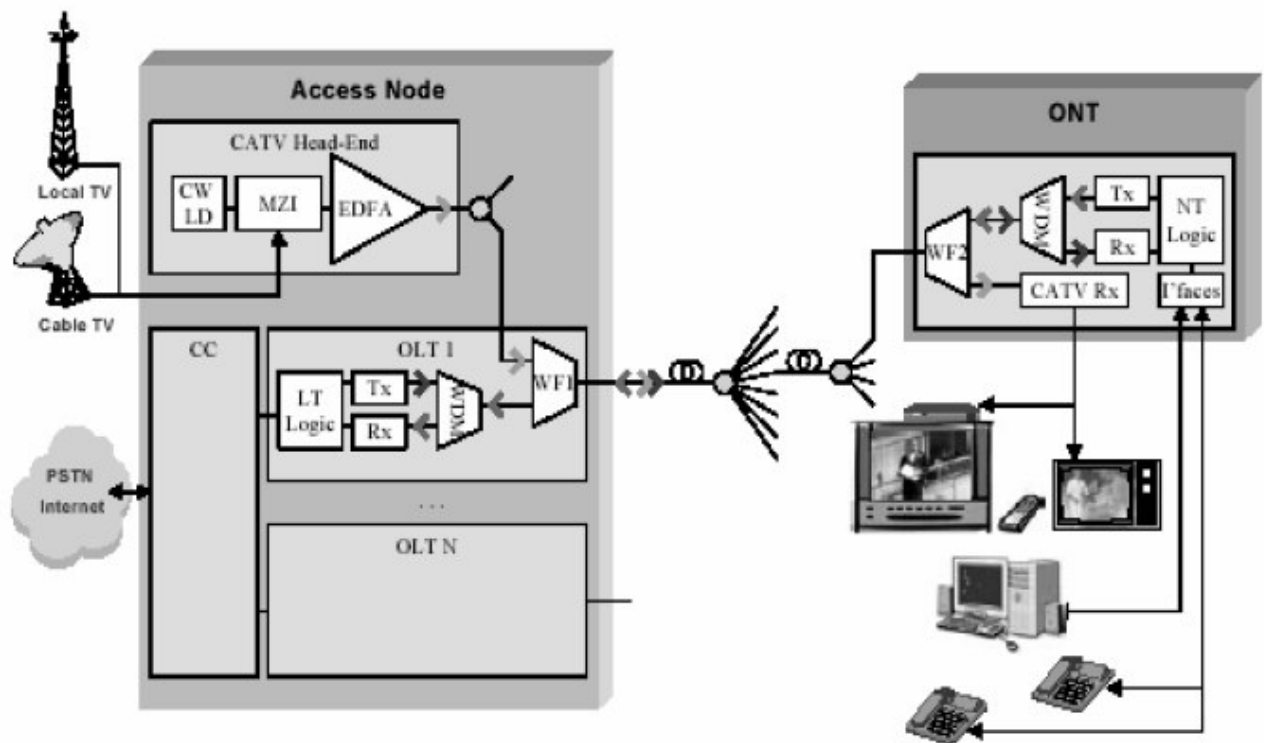 Access Node
CATV Head-End
CW
LD
MZI
EDFA
Local TV
Cable TV
CC
OLT 1
LT
Logic
Tx
Rx
WDM
WF1
PSTN
Internet
...
OLT N
ONT
WF2
WDM
Tx
Rx
NT
Logic
CATV Rx
I'faces